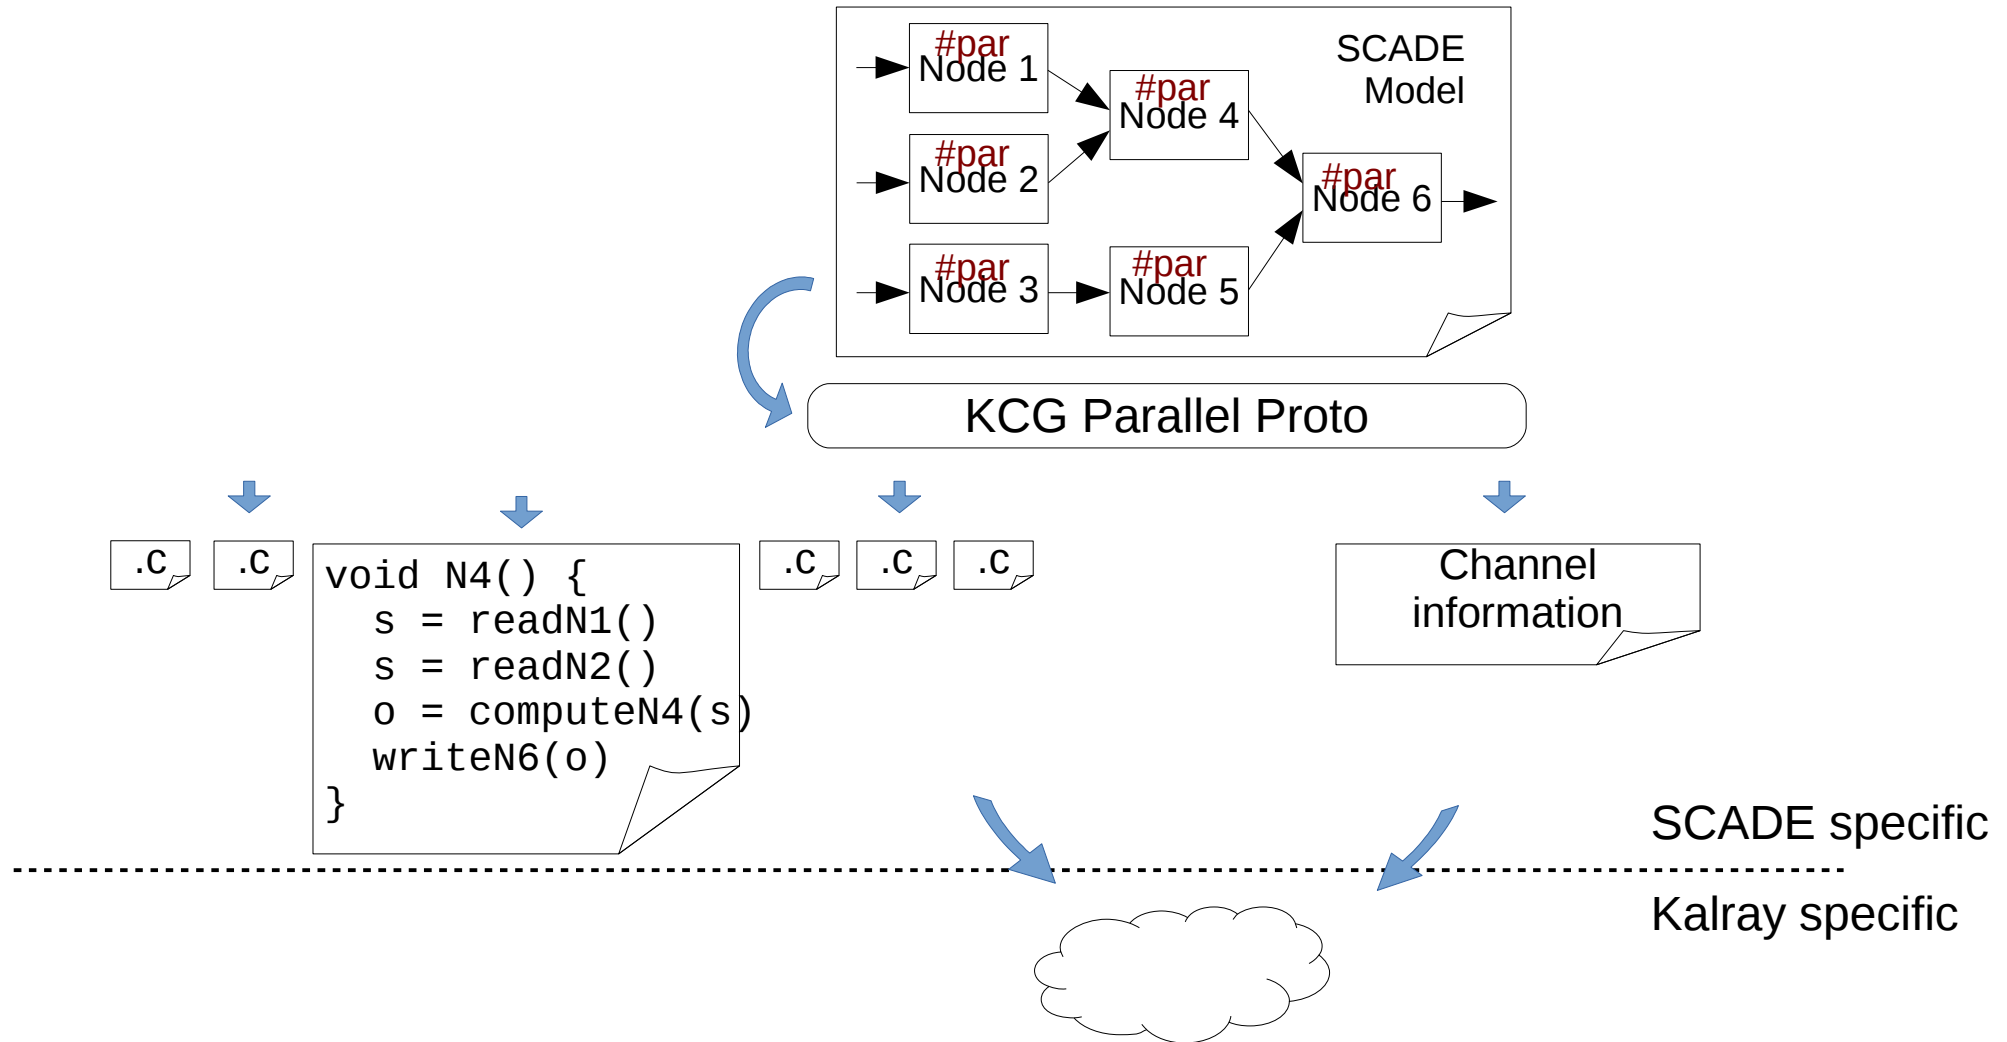 SCADE
Model
#par
Node 1
#par
Node 2
#par
Node 3
#par
Node 4
#par
Node 5
#par
Node 6
KCG Parallel Proto
.c
.c
void N4() {
  s = readN1()
  s = readN2()
  o = computeN4(s)
  writeN6(o)
}
.c
.c
.c
Channel
information
SCADE specific
Kalray specific